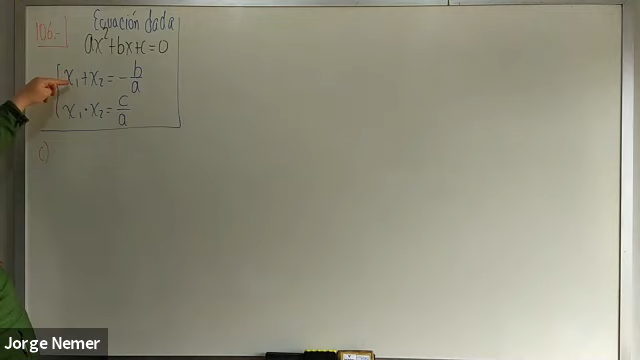 106.-
Ecuación dada
ax²+bx+c=0
x₁+x₂=-b/a
x₁·x₂=c/a
c)
Jorge Nemer